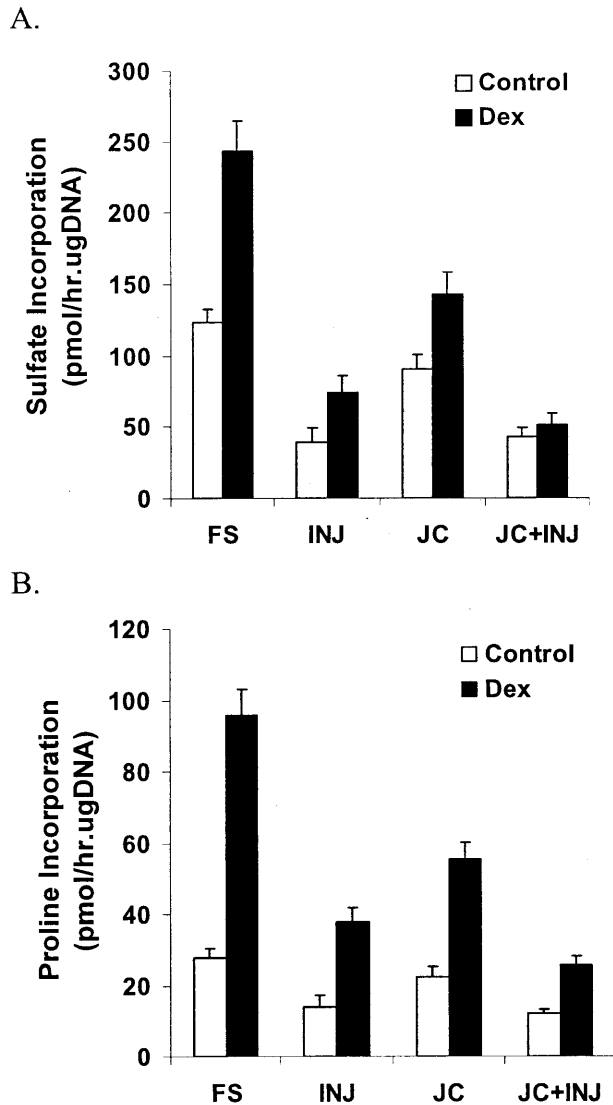 A.
Sulfate Incorporation
(pmol/hr.ugDNA)
300
250
200
150
100
50
0
Control
Dex
FS INJ JC JC+INJ
B.
Proline Incorporation
(pmol/hr.ugDNA)
120
100
80
60
40
20
0
Control
Dex
FS INJ JC JC+INJ